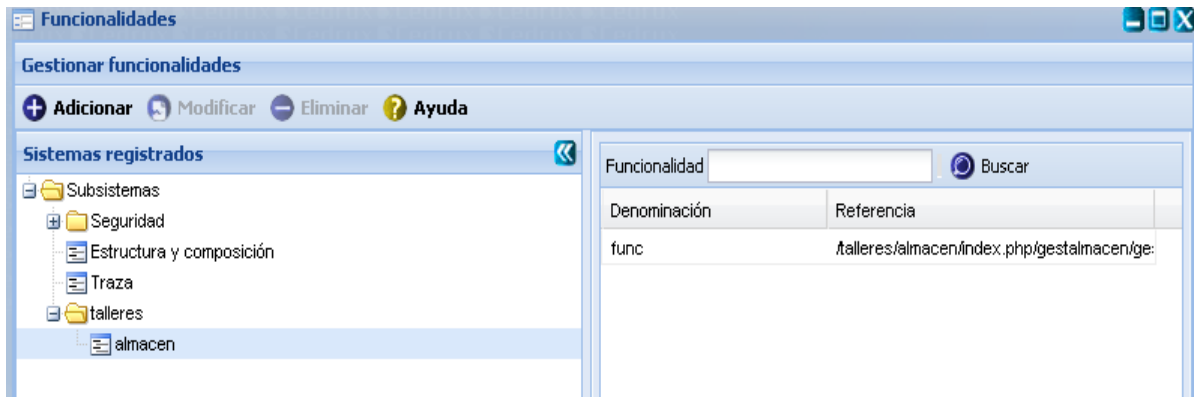 Funcionalidades
Gestionar funcionalidades
Adicionar Modificar Eliminar Ayuda
Sistemas registrados
Subsistemas
Seguridad
Estructura y composición
Traza
talleres
almacen
Funcionalidad Buscar
Denominación Referencia
func /talleres/almacen/index.php/gestalmacen/ge